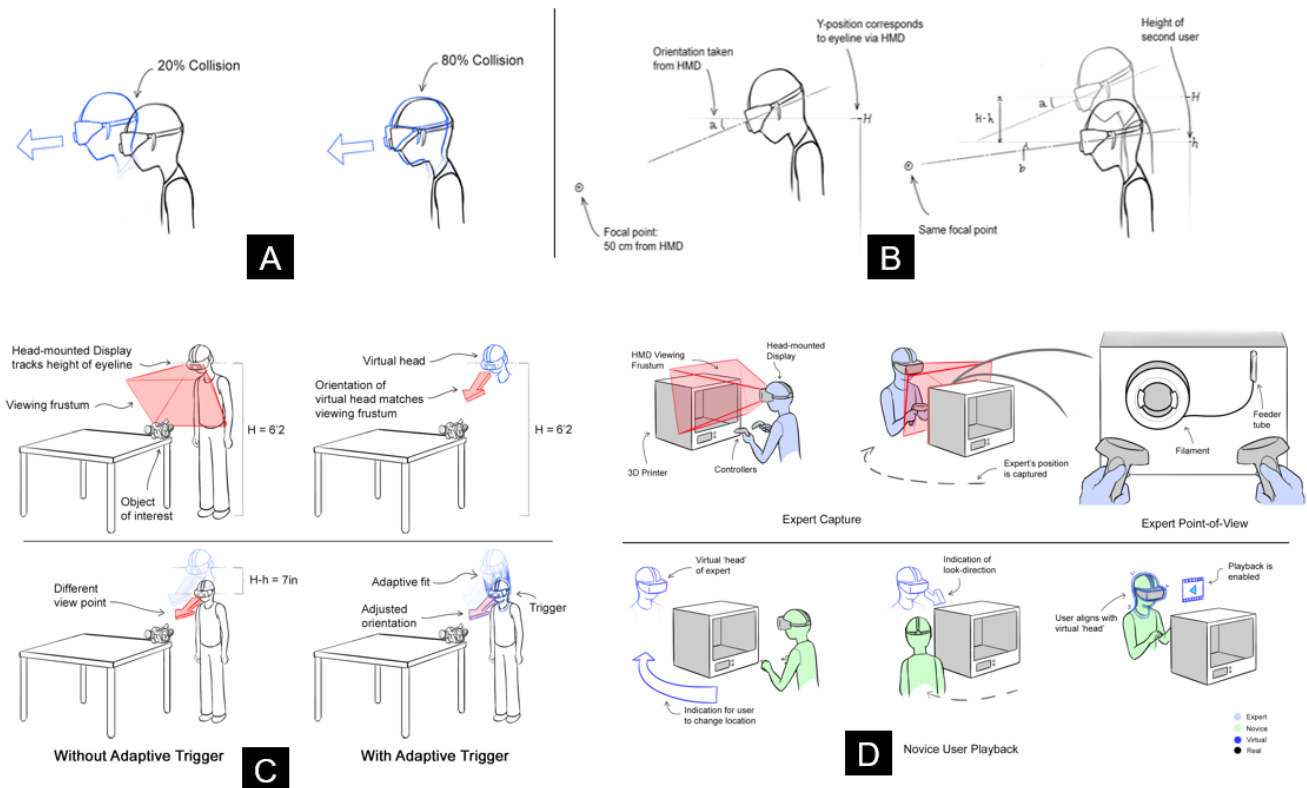 20% Collision
80% Collision
A
Orientation taken
from HMD
Y-position corresponds
to eyeline via HMD
Height of
second user
a
H
a
H
H-h
h
b
Focal point:
50 cm from HMD
Same focal point
B
Head-mounted Display
tracks height of eyeline
Viewing frustum
H = 6'2
Object
of interest
Virtual head
Orientation of
virtual head matches
viewing frustum
H = 6'2
H-h = 7in
Different
view point
Adaptive fit
Adjusted
orientation
Trigger
Without Adaptive Trigger
With Adaptive Trigger
C
HMD Viewing
Frustum
Head-mounted
Display
3D Printer
Controllers
Expert's position
is captured
Feeder
tube
Filament
Expert Capture
Expert Point-of-View
Virtual 'head'
of expert
Indication of
look-direction
Playback is
enabled
User aligns with
virtual 'head'
Indication for user
to change location
Expert
Novice
Virtual
Real
D
Novice User Playback